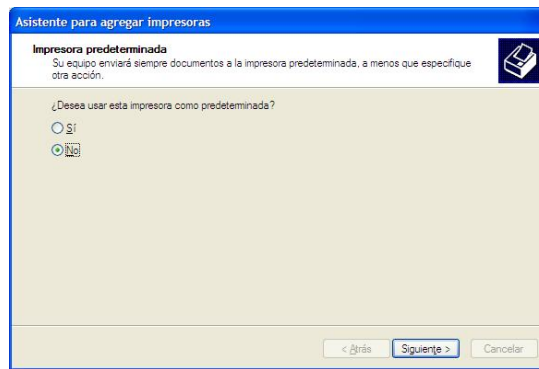 Asistente para agregar impresoras
Impresora predeterminada
Su equipo enviará siempre documentos a la impresora predeterminada, a menos que especifique
otra acción.
¿Desea usar esta impresora como predeterminada?
Sí
No
< Atrás Siguiente > Cancelar